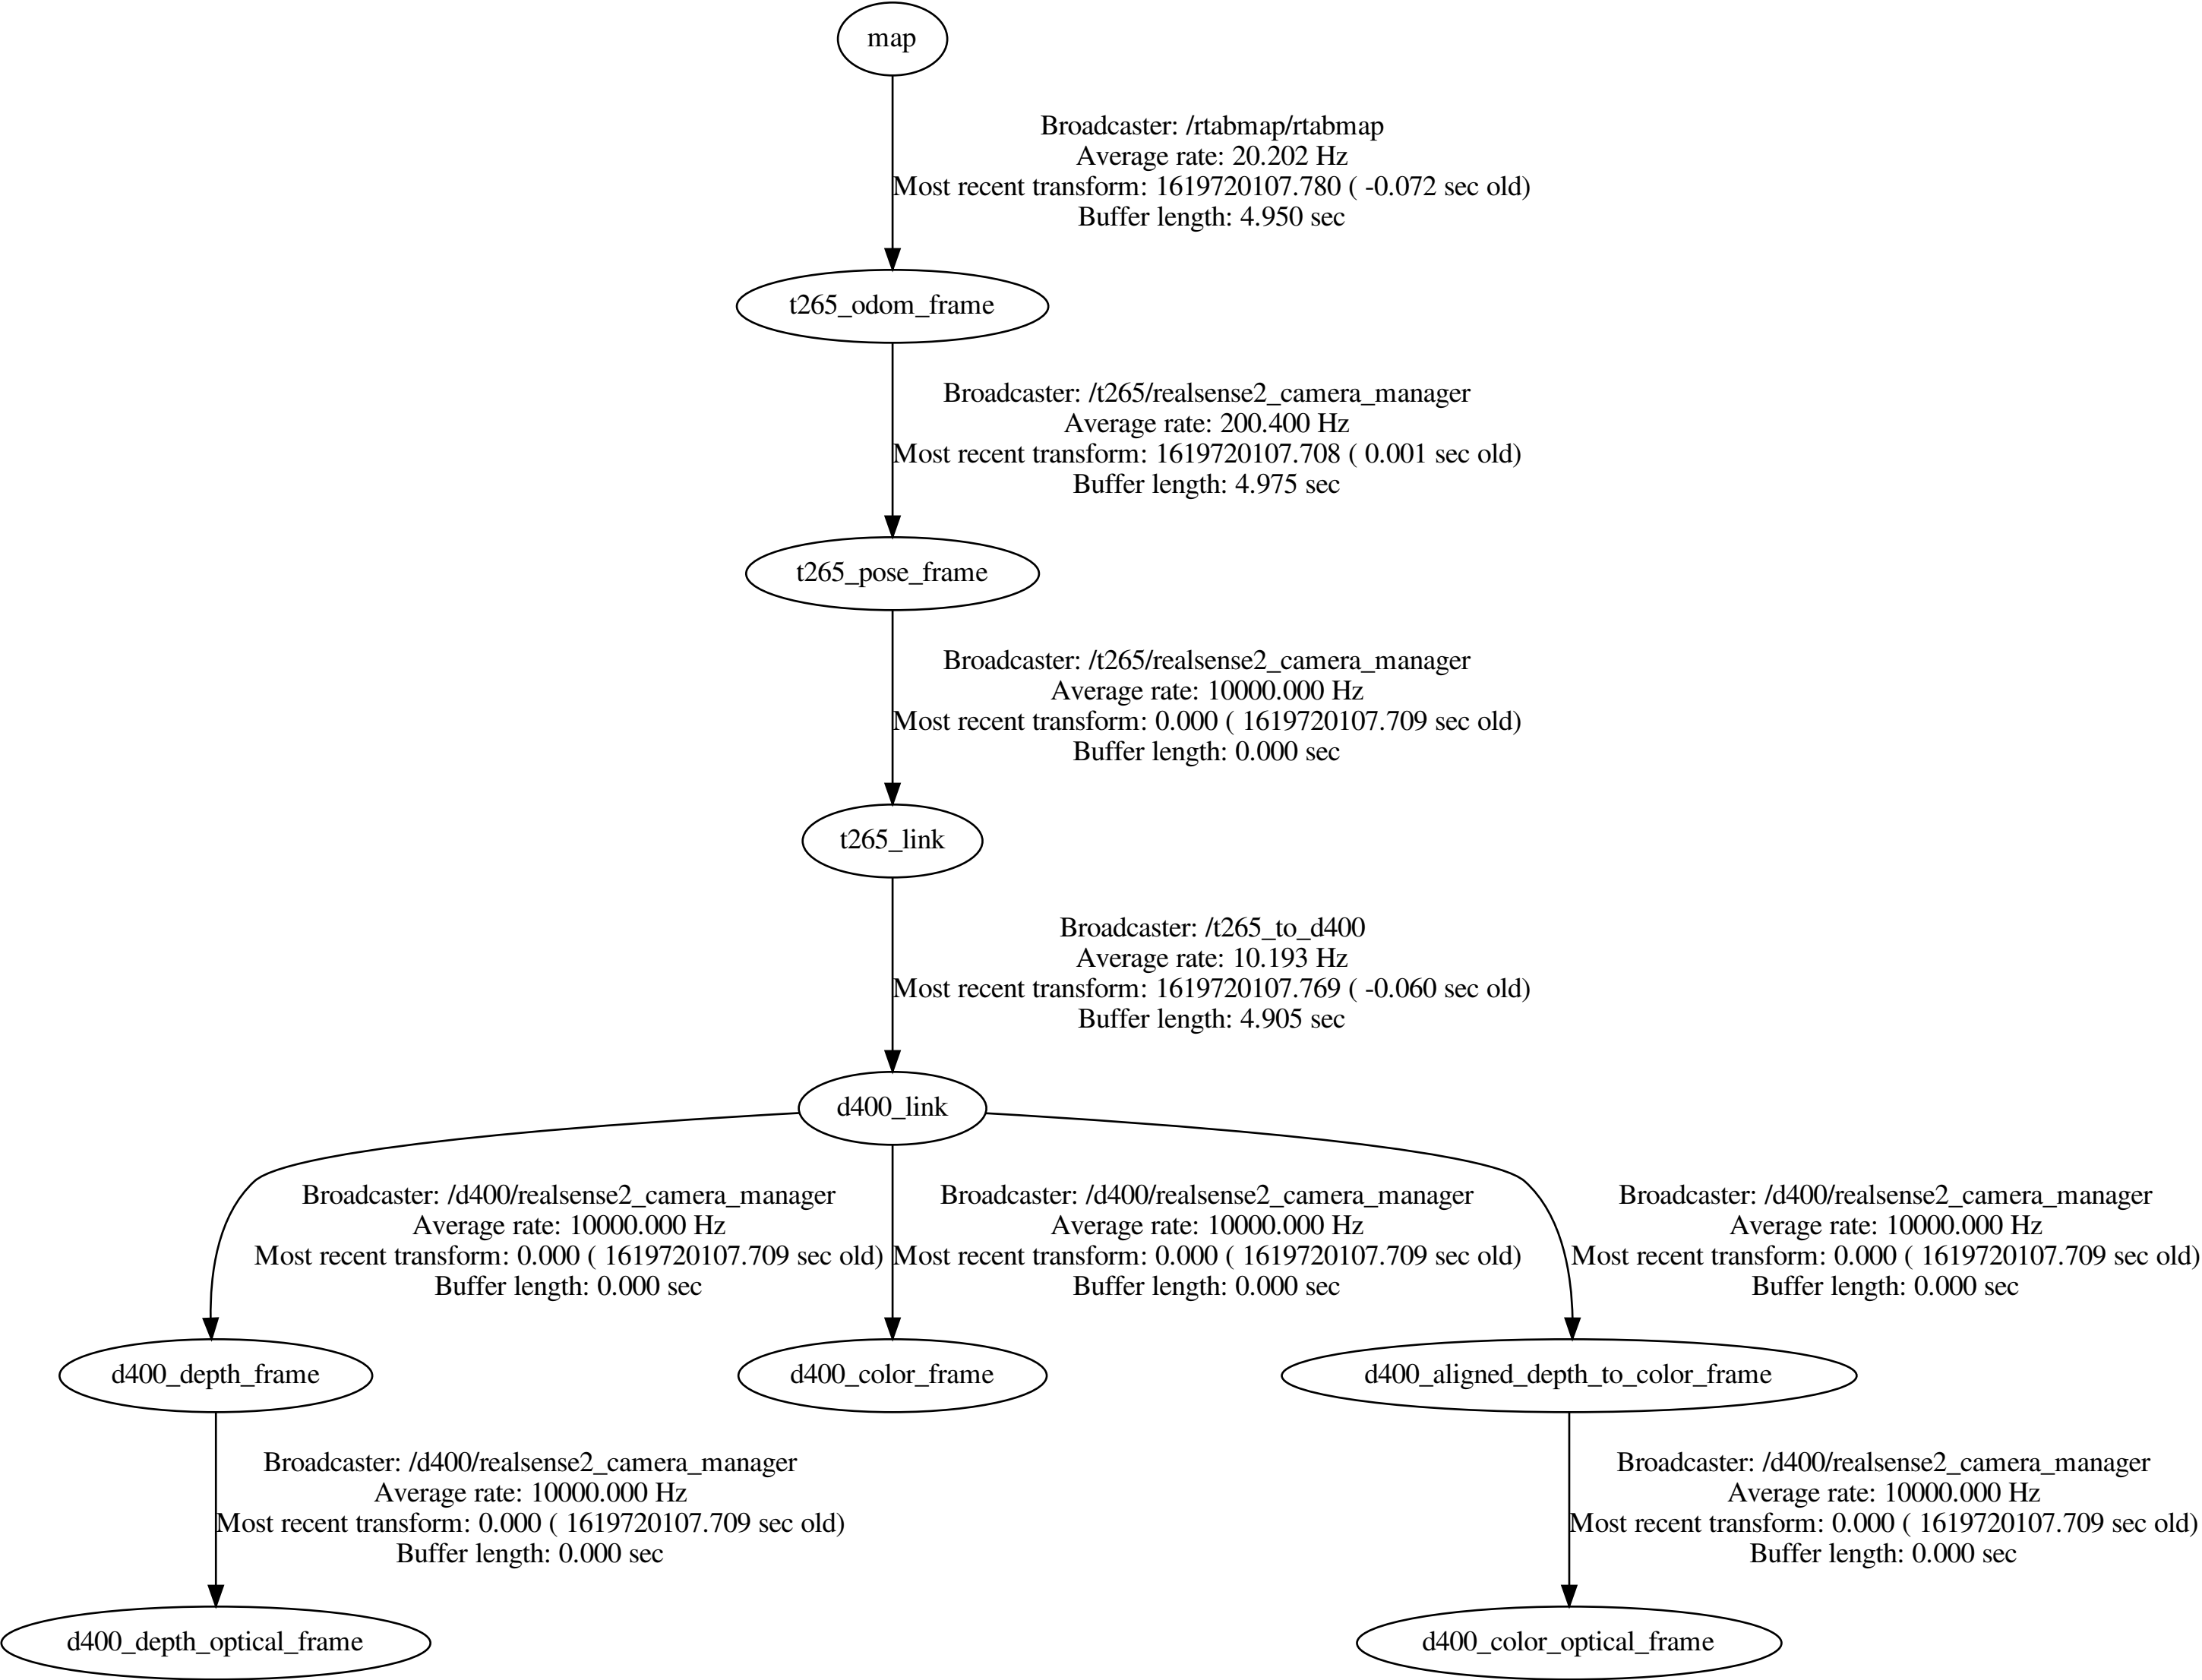 map
Broadcaster: /rtabmap/rtabmap
Average rate: 20.202 Hz
Most recent transform: 1619720107.780 ( -0.072 sec old)
Buffer length: 4.950 sec
t265_odom_frame
Broadcaster: /t265/realsense2_camera_manager
Average rate: 200.400 Hz
Most recent transform: 1619720107.708 ( 0.001 sec old)
Buffer length: 4.975 sec
t265_pose_frame
Broadcaster: /t265/realsense2_camera_manager
Average rate: 10000.000 Hz
Most recent transform: 0.000 ( 1619720107.709 sec old)
Buffer length: 0.000 sec
t265_link
Broadcaster: /t265_to_d400
Average rate: 10.193 Hz
Most recent transform: 1619720107.769 ( -0.060 sec old)
Buffer length: 4.905 sec
d400_link
Broadcaster: /d400/realsense2_camera_manager
Average rate: 10000.000 Hz
Most recent transform: 0.000 ( 1619720107.709 sec old)
Buffer length: 0.000 sec
Broadcaster: /d400/realsense2_camera_manager
Average rate: 10000.000 Hz
Most recent transform: 0.000 ( 1619720107.709 sec old)
Buffer length: 0.000 sec
Broadcaster: /d400/realsense2_camera_manager
Average rate: 10000.000 Hz
Most recent transform: 0.000 ( 1619720107.709 sec old)
Buffer length: 0.000 sec
d400_depth_frame
d400_color_frame
d400_aligned_depth_to_color_frame
Broadcaster: /d400/realsense2_camera_manager
Average rate: 10000.000 Hz
Most recent transform: 0.000 ( 1619720107.709 sec old)
Buffer length: 0.000 sec
Broadcaster: /d400/realsense2_camera_manager
Average rate: 10000.000 Hz
Most recent transform: 0.000 ( 1619720107.709 sec old)
Buffer length: 0.000 sec
d400_depth_optical_frame
d400_color_optical_frame